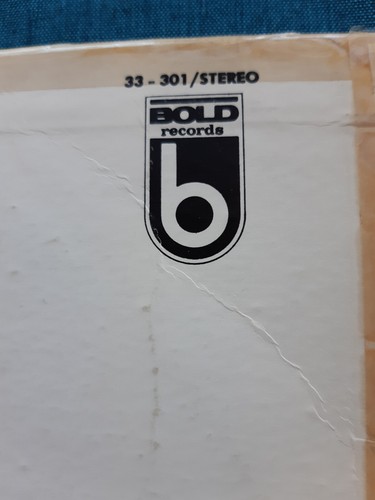 33-301/STEREO
BOLD
records
b